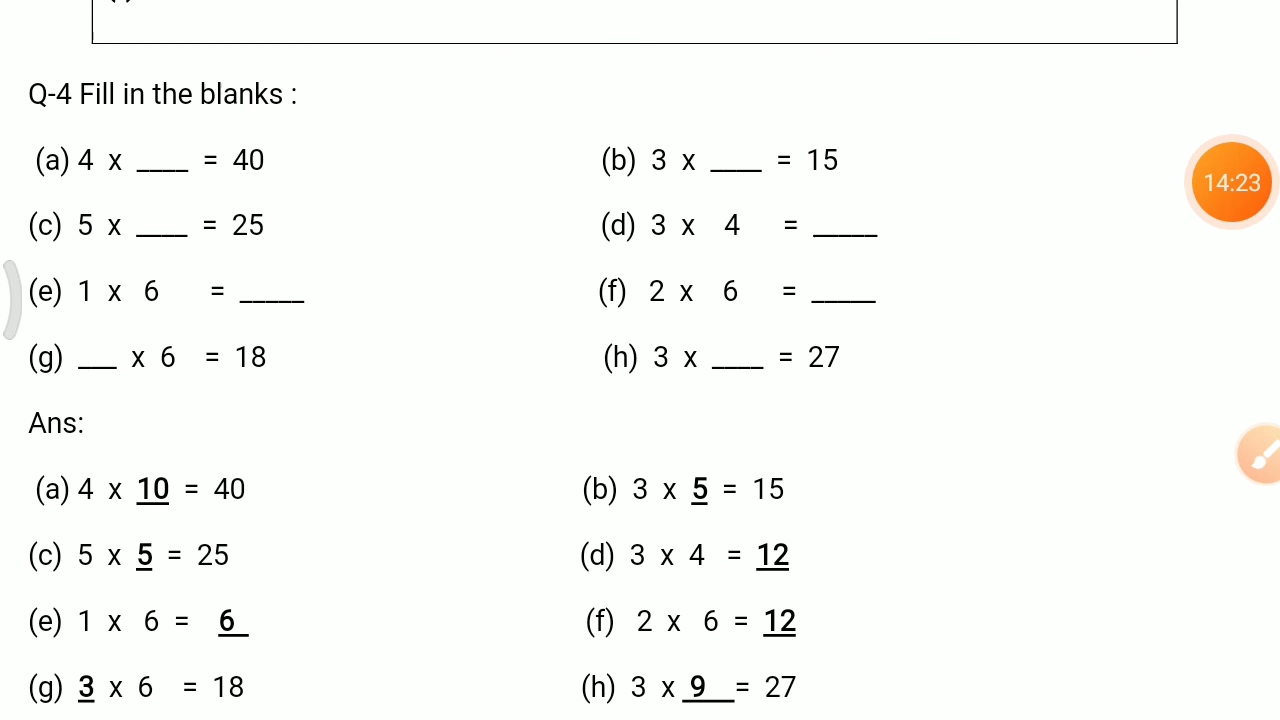 Q-4 Fill in the blanks :
(a) 4 x ____ = 40 (b) 3 x ____ = 15
14:23
(c) 5 x ____ = 25 (d) 3 x 4 = _____
(e) 1 x 6 = _____ (f) 2 x 6 = _____
(g) ___ x 6 = 18 (h) 3 x ____ = 27
Ans:
(a) 4 x 10 = 40 (b) 3 x 5 = 15
(c) 5 x 5 = 25 (d) 3 x 4 = 12
(e) 1 x 6 = 6 (f) 2 x 6 = 12
(g) 3 x 6 = 18 (h) 3 x 9 = 27